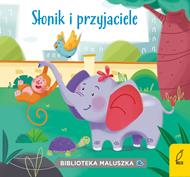 Słonik i przyjaciele
BIBLIOTEKA MALUSZKA